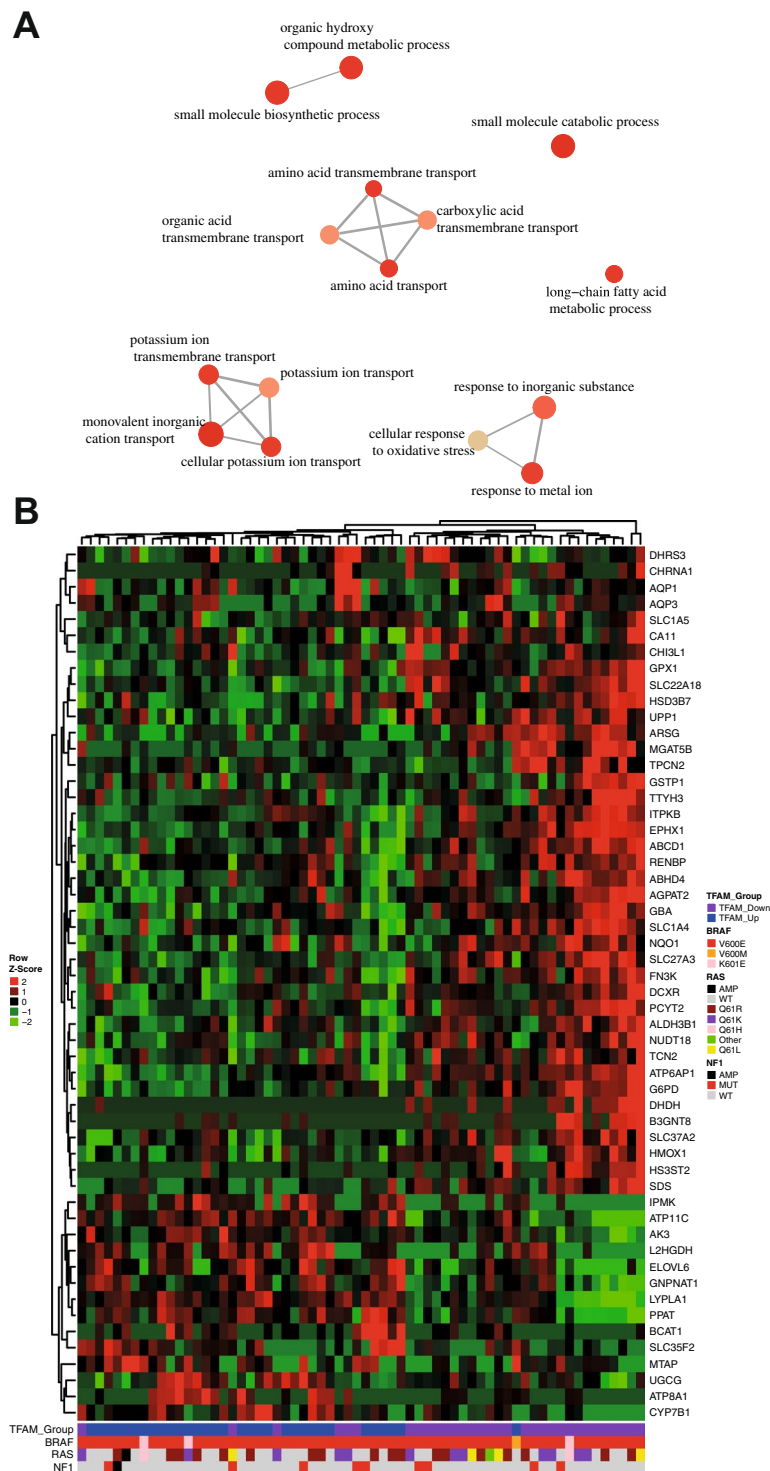 A
organic hydroxy
compound metabolic process
small molecule biosynthetic process
small molecule catabolic process
amino acid transmembrane transport
organic acid
transmembrane transport
carboxylic acid
transmembrane transport
amino acid transport
long−chain fatty acid
metabolic process
potassium ion
transmembrane transport
potassium ion transport
monovalent inorganic
cation transport
cellular potassium ion transport
response to inorganic substance
cellular response
to oxidative stress
response to metal ion
B
DHRS3
CHRNA1
AQP1
AQP3
SLC1A5
CA11
CHI3L1
GPX1
SLC22A18
HSD3B7
UPP1
ARSG
MGAT5B
TPCN2
GSTP1
TTYH3
ITPKB
EPHX1
ABCD1
RENBP
ABHD4
AGPAT2
GBA
SLC1A4
NQO1
SLC27A3
FN3K
DCXR
PCYT2
ALDH3B1
NUDT18
TCN2
ATP6AP1
G6PD
DHDH
B3GNT8
SLC37A2
HMOX1
HS3ST2
SDS
IPMK
ATP11C
AK3
L2HGDH
ELOVL6
GNPNAT1
LYPLA1
PPAT
BCAT1
SLC35F2
MTAP
UGCG
ATP8A1
CYP7B1
Row
Z-Score
2
1
0
−1
−2
TFAM_Group
TFAM_Down
TFAM_Up
BRAF
V600E
V600M
K601E
RAS
AMP
WT
Q61R
Q61K
Q61H
Other
Q61L
NF1
AMP
MUT
WT
TFAM_Group
BRAF
RAS
NF1